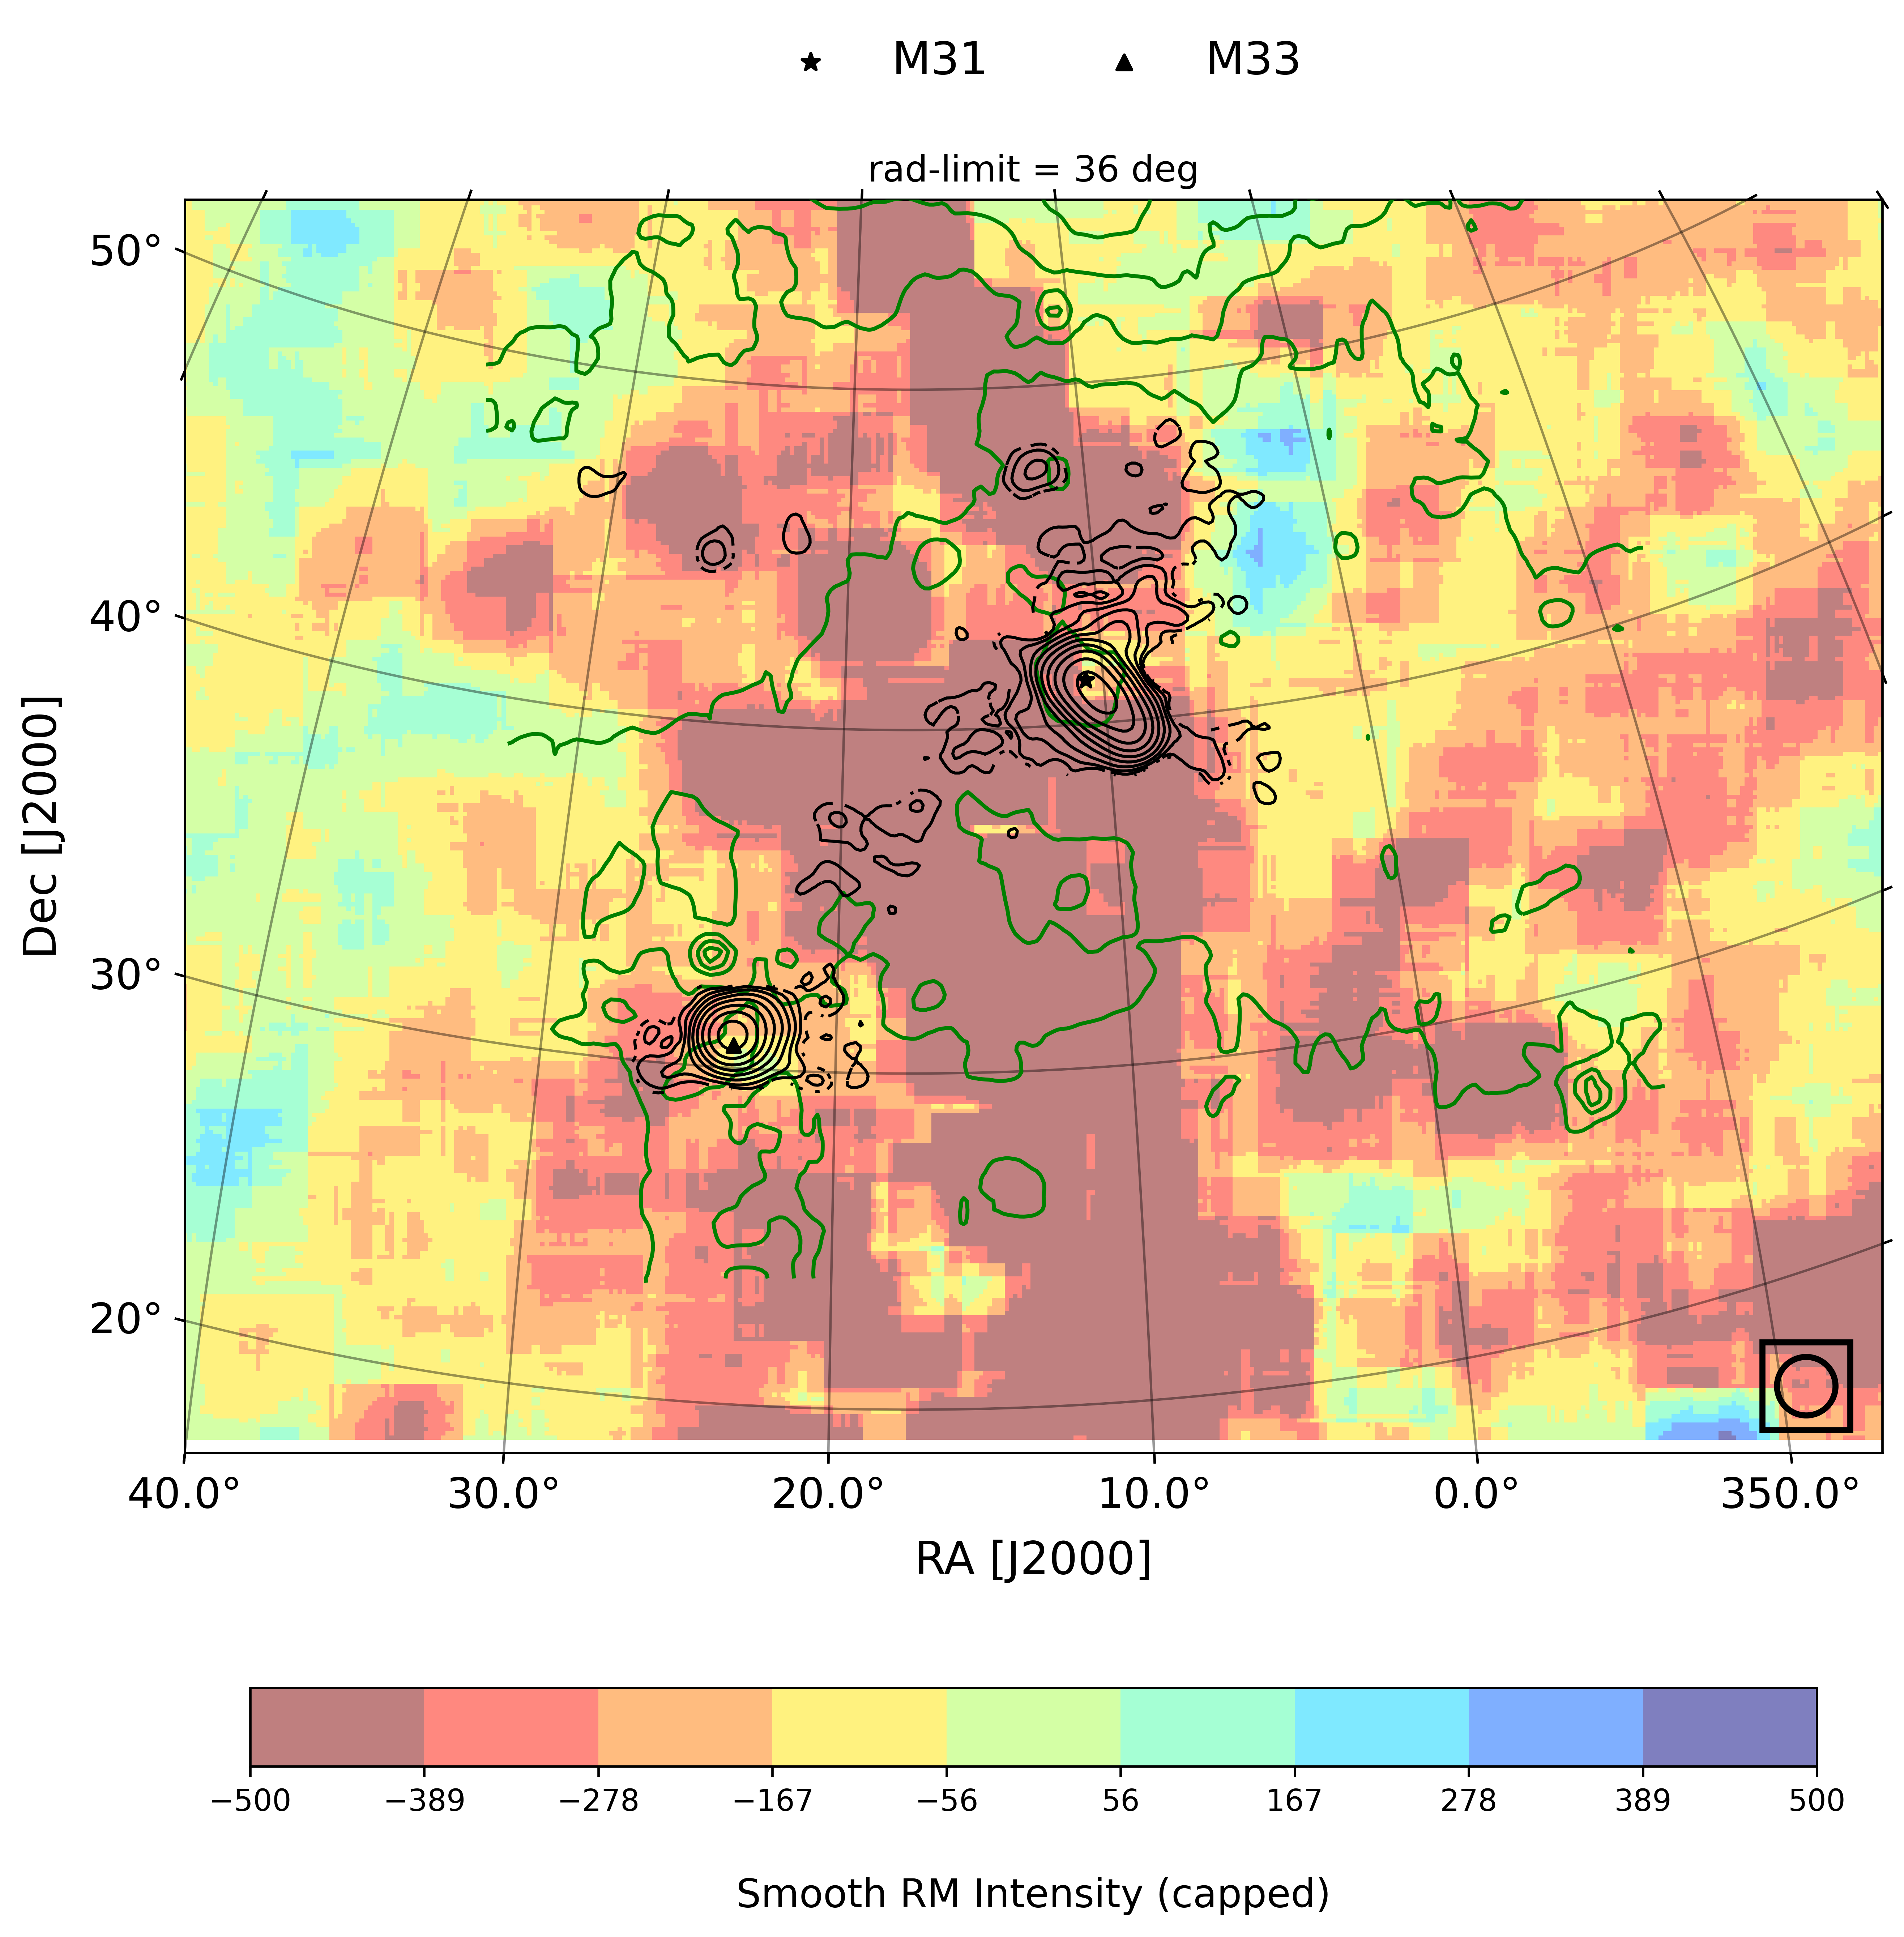 M31 M33
rad-limit = 36 deg
50°
40°
30°
20°
Dec [J2000]
40.0° 30.0° 20.0° 10.0° 0.0° 350.0°
RA [J2000]
−500 −389 −278 −167 −56 56 167 278 389 500
Smooth RM Intensity (capped)